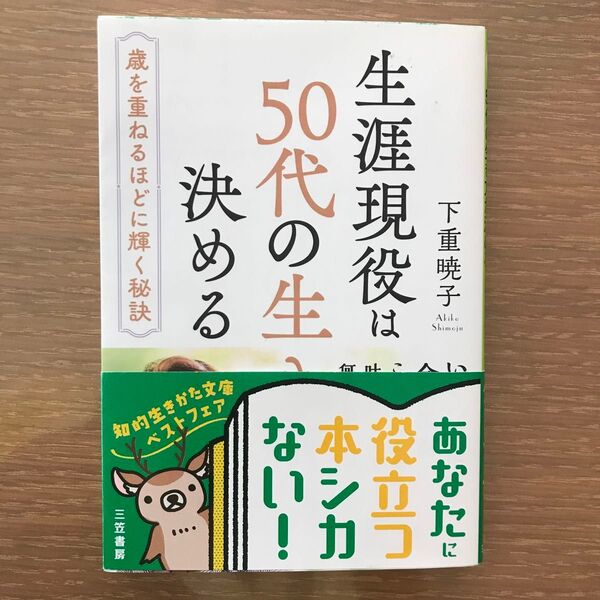 生涯現役は
50代の生
決める
歳を重ねるほどに輝く秘訣
下重暁子
Akiko
Shimoju
あなたに
役立つ
本シカ
ない!
知的生きかた文庫
ベストフェア
三笠書房